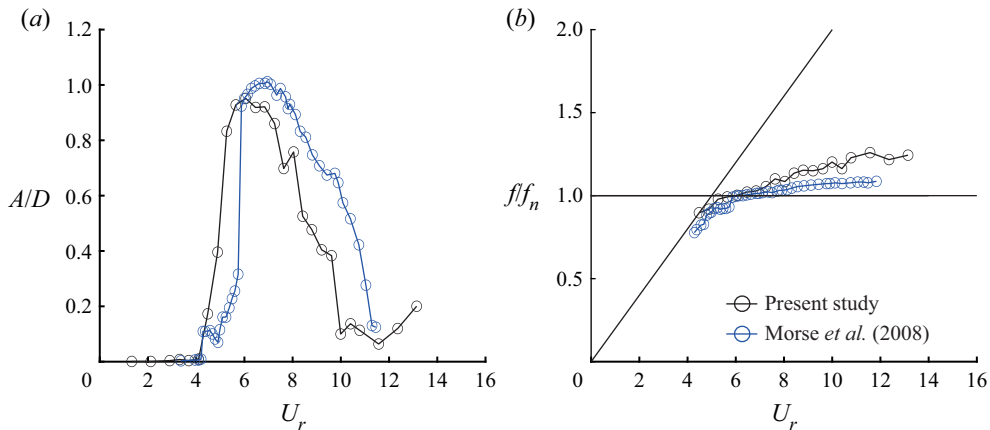 (a)
1.2
1.0
0.8
A/D 0.6
0.4
0.2
0 2 4 6 8 10 12 14 16
U_r
(b)
2.0
1.5
f/f_n 1.0
0.5
Present study
Morse et al. (2008)
0 2 4 6 8 10 12 14 16
U_r